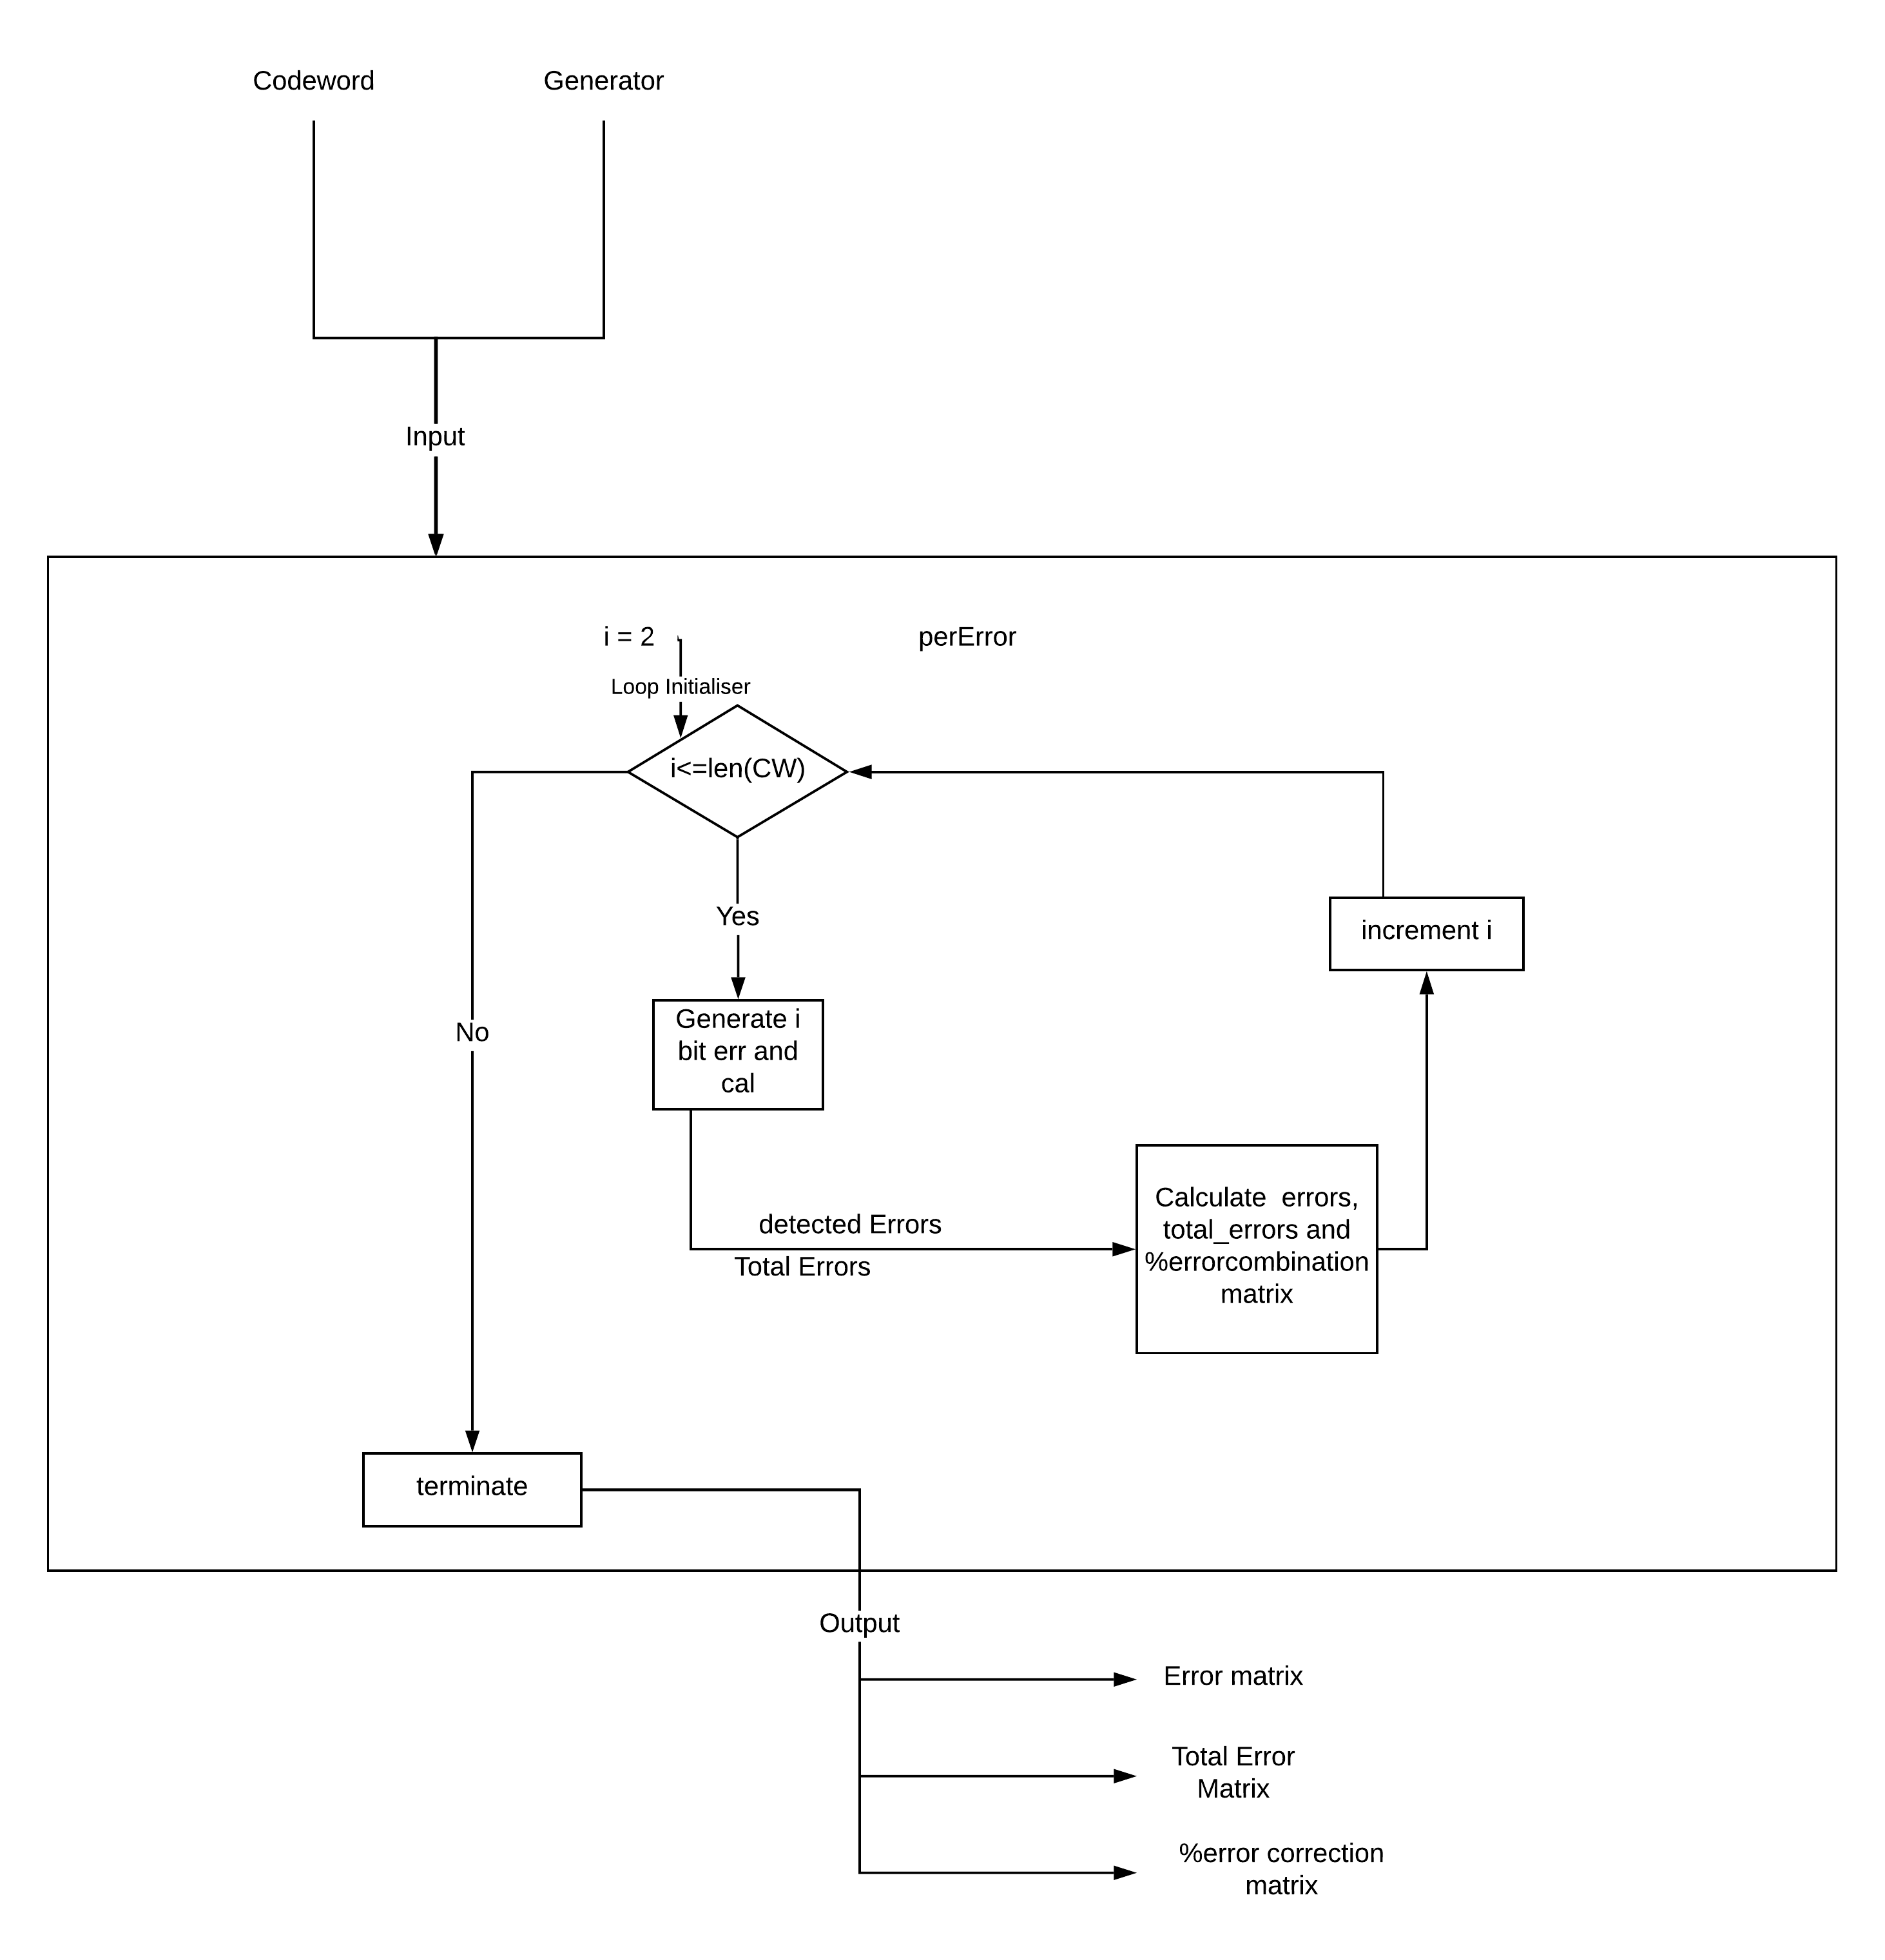 Codeword
Generator
Input
i = 2
perError
Loop Initialiser
i<=len(CW)
Yes
increment i
No
Generate i
bit err and
cal
detected Errors
Total Errors
Calculate  errors,
total_errors and
%errorcombination
matrix
terminate
Output
Error matrix
Total Error
Matrix
%error correction
matrix